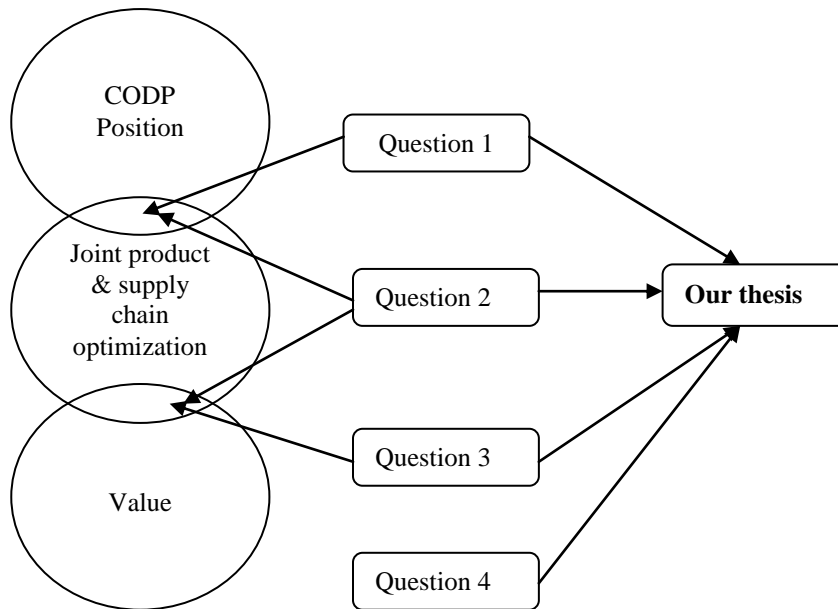 CODP
Position
Question 1
Joint product
& supply
chain
optimization
Question 2
Our thesis
Question 3
Value
Question 4